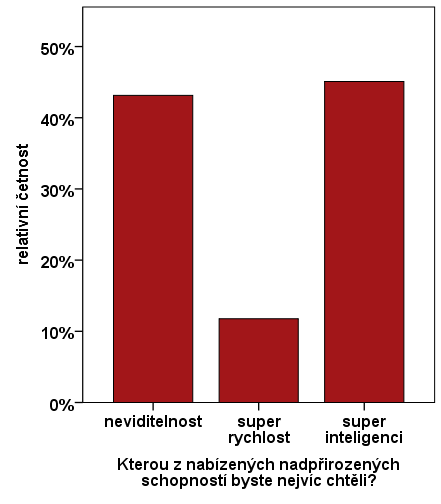 relativní četnost
50%
40%
30%
20%
10%
0%
neviditelnost
super
rychlost
super
inteligenci
Kterou z nabízených nadpřirozených
schopností byste nejvíc chtěli?